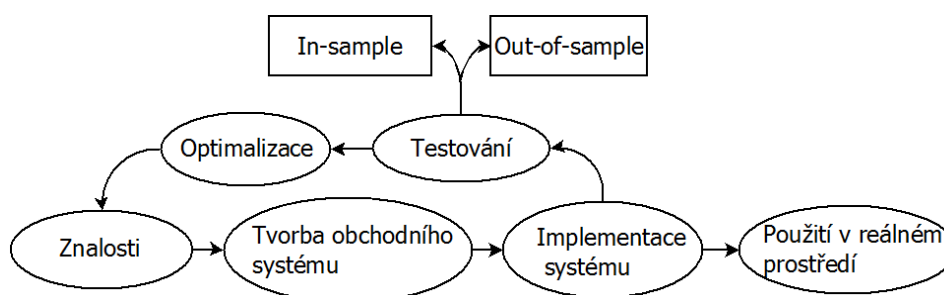 In-sample
Out-of-sample
Optimalizace
Testování
Znalosti
Tvorba obchodního
systému
Implementace
systému
Použití v reálném
prostředí